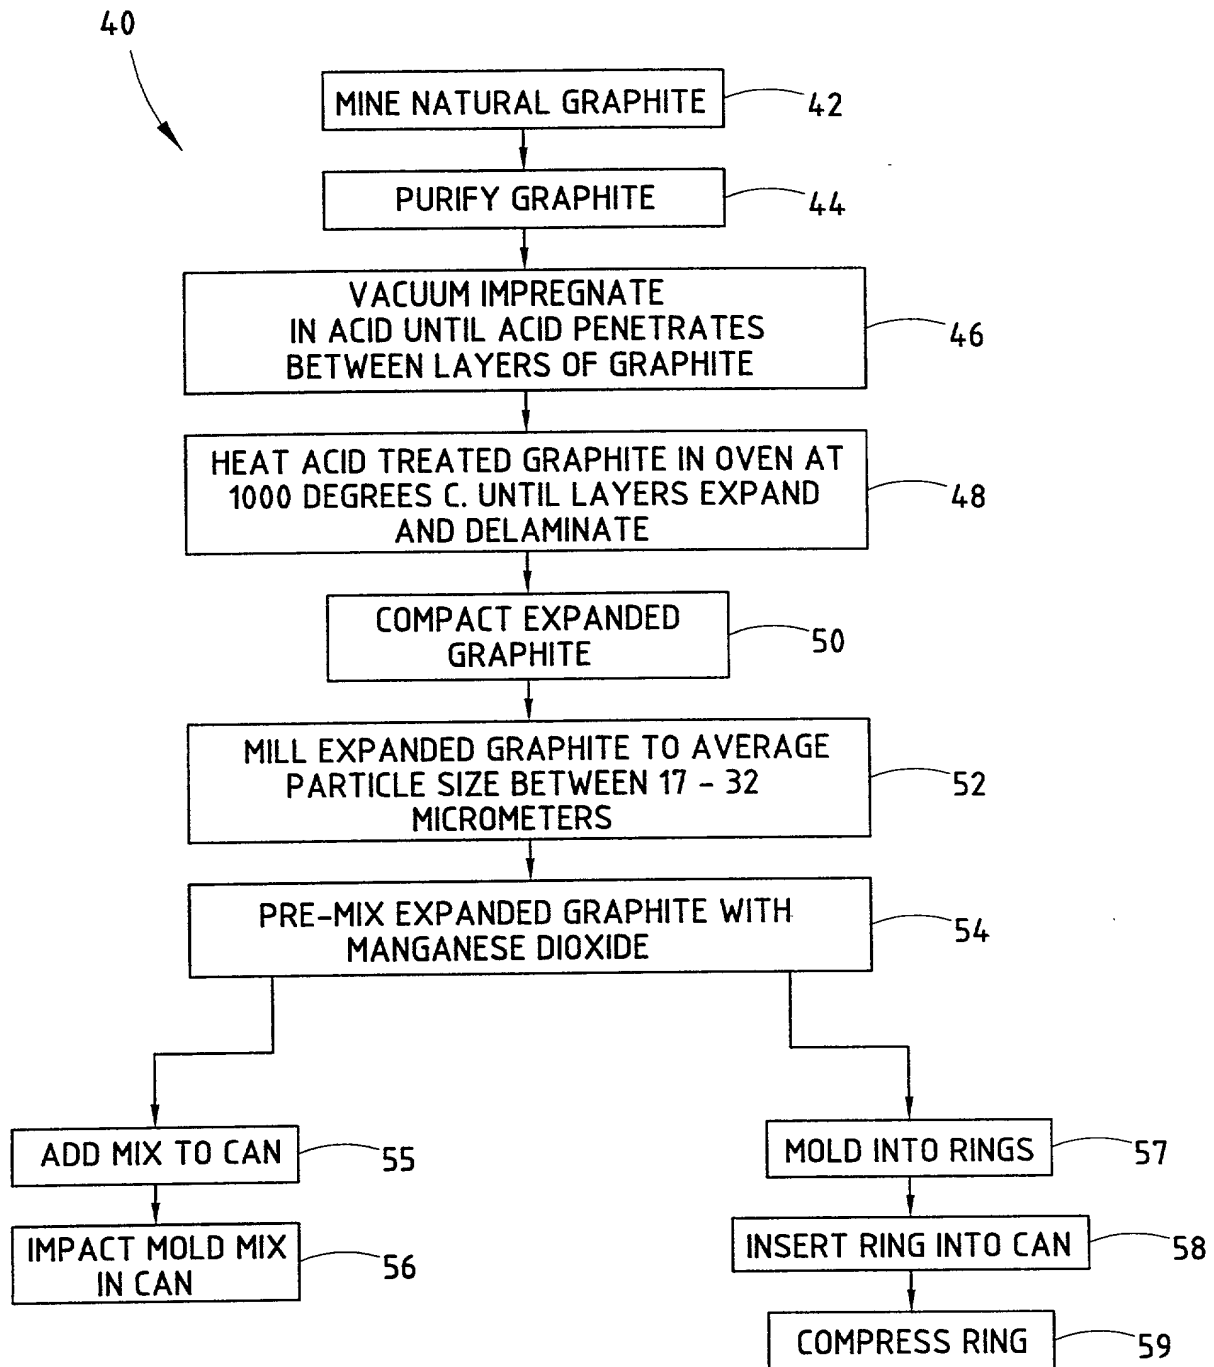 40
MINE NATURAL GRAPHITE
42
PURIFY GRAPHITE
44
VACUUM IMPREGNATE
IN ACID UNTIL ACID PENETRATES
BETWEEN LAYERS OF GRAPHITE
46
HEAT ACID TREATED GRAPHITE IN OVEN AT
1000 DEGREES C. UNTIL LAYERS EXPAND
AND DELAMINATE
48
COMPACT EXPANDED
GRAPHITE
50
MILL EXPANDED GRAPHITE TO AVERAGE
PARTICLE SIZE BETWEEN 17 - 32
MICROMETERS
52
PRE-MIX EXPANDED GRAPHITE WITH
MANGANESE DIOXIDE
54
ADD MIX TO CAN
55
IMPACT MOLD MIX
IN CAN
56
MOLD INTO RINGS
57
INSERT RING INTO CAN
58
COMPRESS RING
59